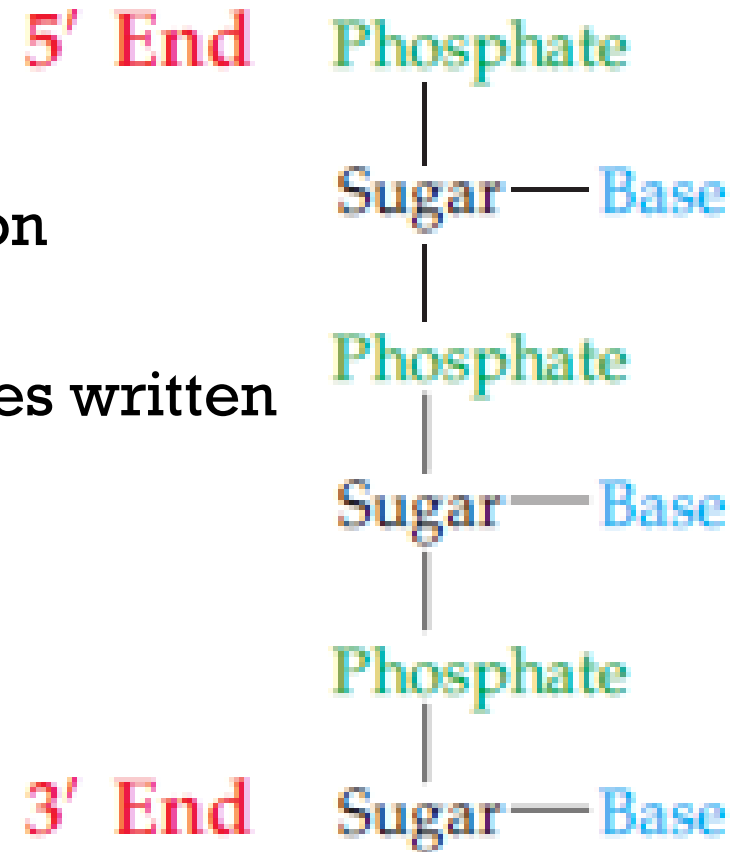 5′ End Phosphate
Sugar Base
on
Phosphate
es written
Sugar Base
Phosphate
3′ End Sugar Base